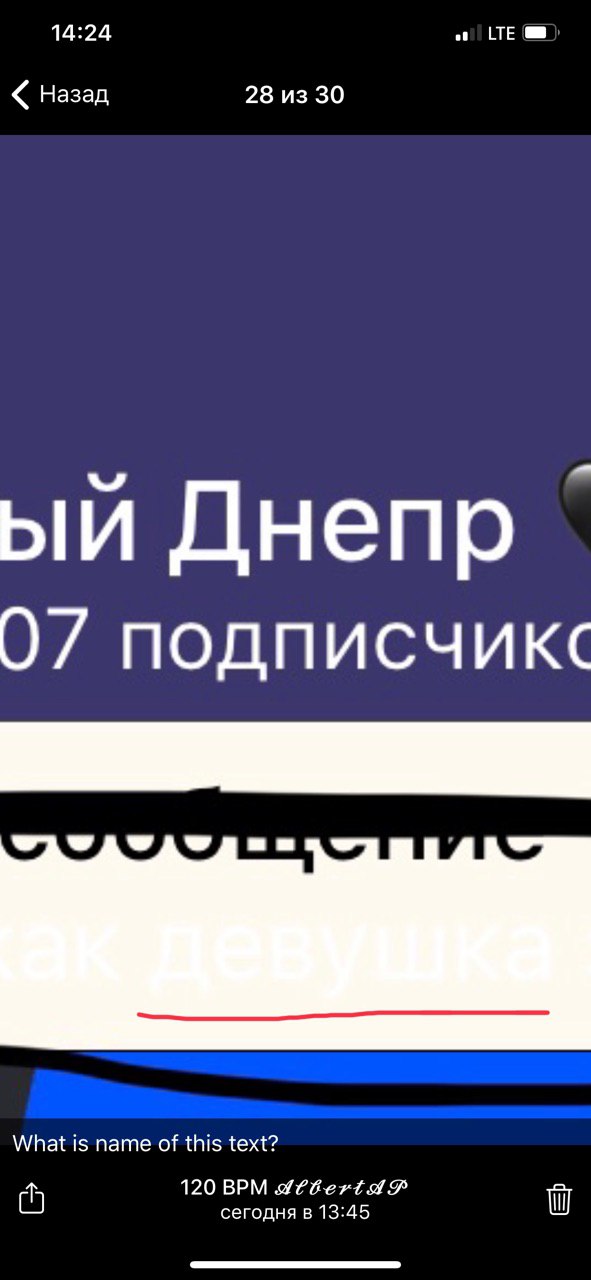 14:24
LTE
Назад
28 из 30
ый Днепр
07 подписчико
сообщение
как девушка
What is name of this text?
120 BPM 𝒜𝓁𝒷𝑒𝓇𝓉𝒜𝒫
сегодня в 13:45